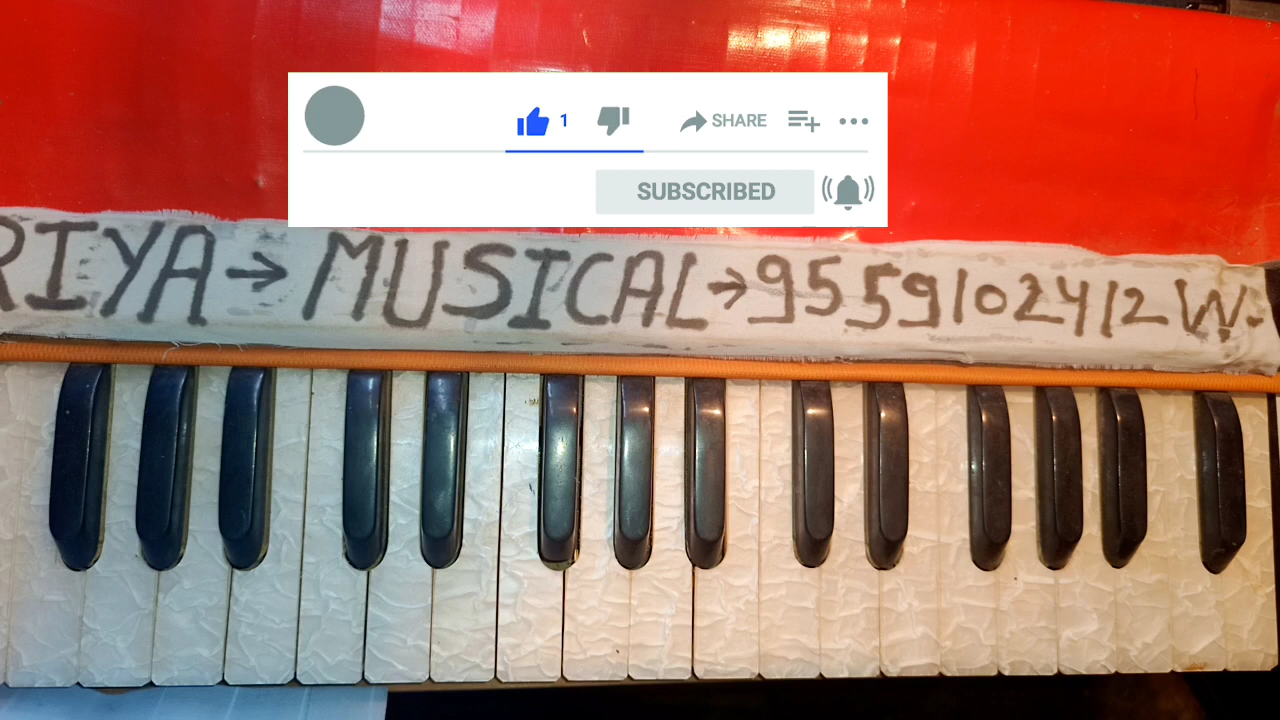 1 SHARE
SUBSCRIBED
RIYA → MUSICAL → 9559102412 W-